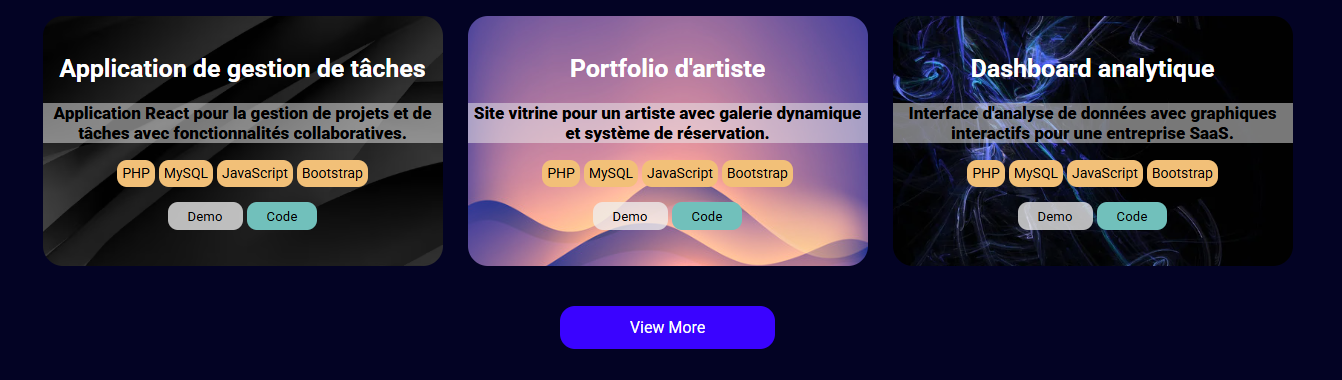 Application de gestion de tâches
Application React pour la gestion de projets et de
tâches avec fonctionnalités collaboratives.
PHP MySQL JavaScript Bootstrap
Demo Code
Portfolio d'artiste
Site vitrine pour un artiste avec galerie dynamique
et système de réservation.
PHP MySQL JavaScript Bootstrap
Demo Code
Dashboard analytique
Interface d'analyse de données avec graphiques
interactifs pour une entreprise SaaS.
PHP MySQL JavaScript Bootstrap
Demo Code
View More